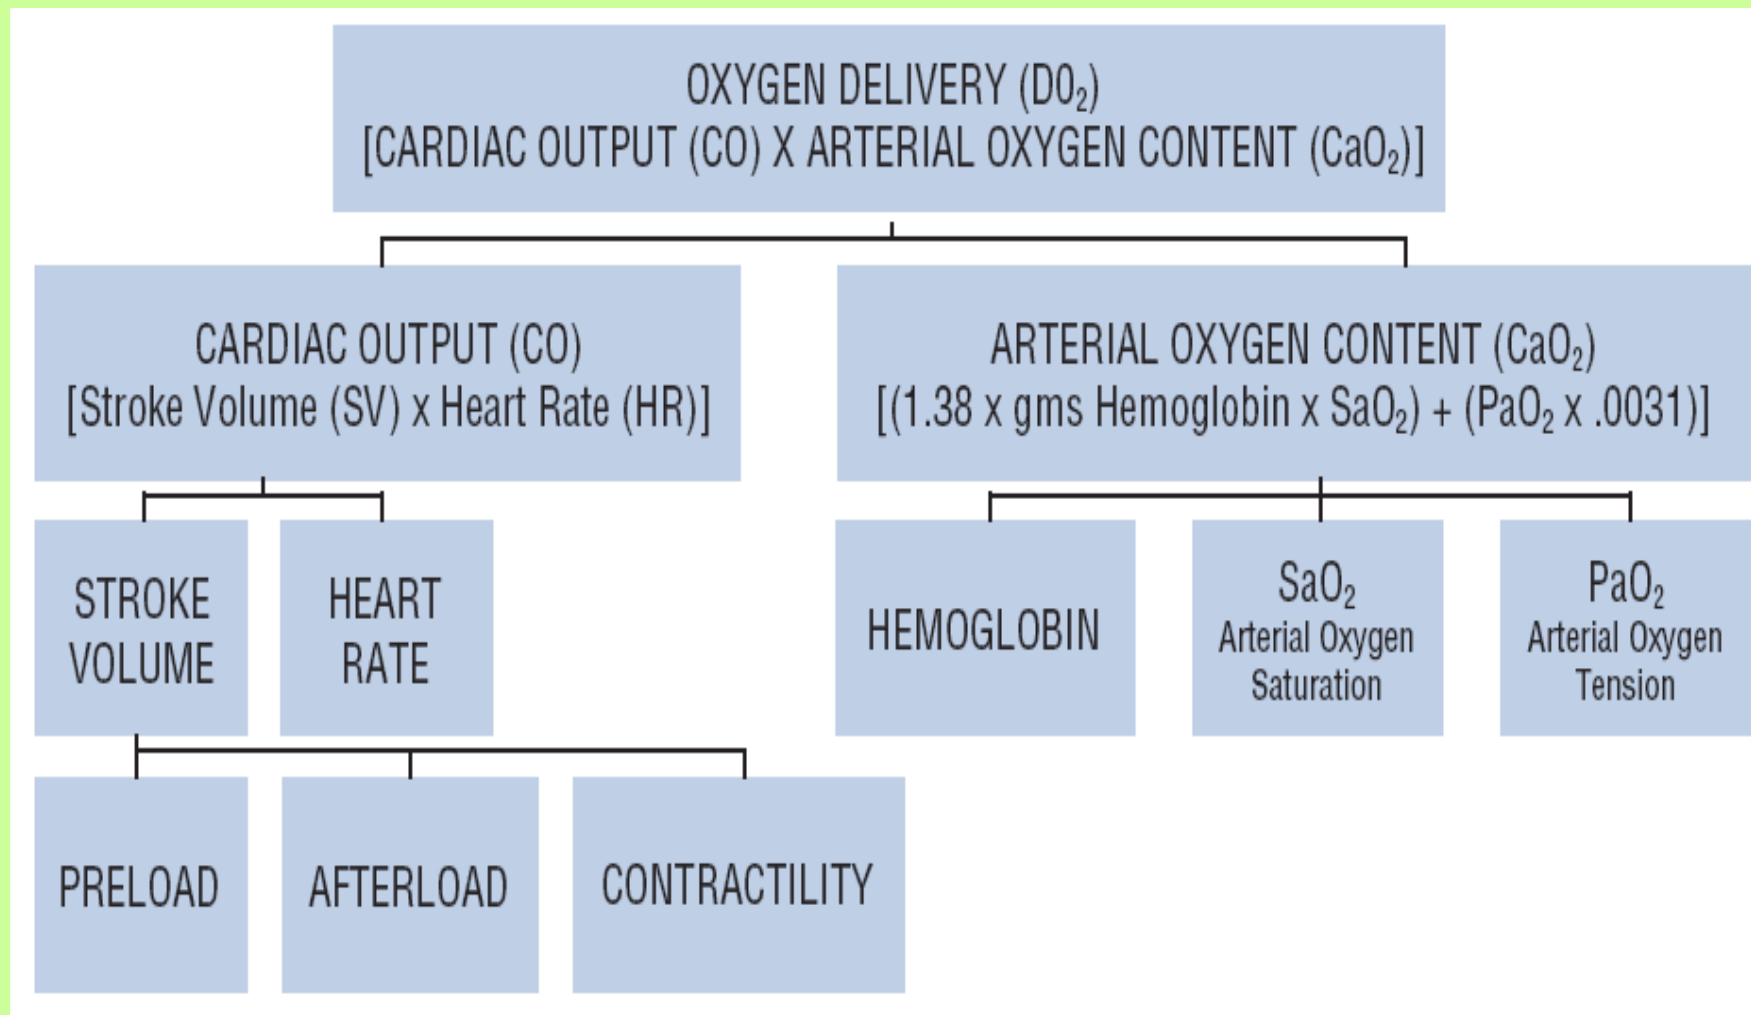 OXYGEN DELIVERY (D0₂)
[CARDIAC OUTPUT (CO) X ARTERIAL OXYGEN CONTENT (CaO₂)]
CARDIAC OUTPUT (CO)
[Stroke Volume (SV) x Heart Rate (HR)]
ARTERIAL OXYGEN CONTENT (CaO₂)
[(1.38 x gms Hemoglobin x SaO₂) + (PaO₂ x .0031)]
STROKE
VOLUME
HEART
RATE
HEMOGLOBIN
SaO₂
Arterial Oxygen
Saturation
PaO₂
Arterial Oxygen
Tension
PRELOAD
AFTERLOAD
CONTRACTILITY